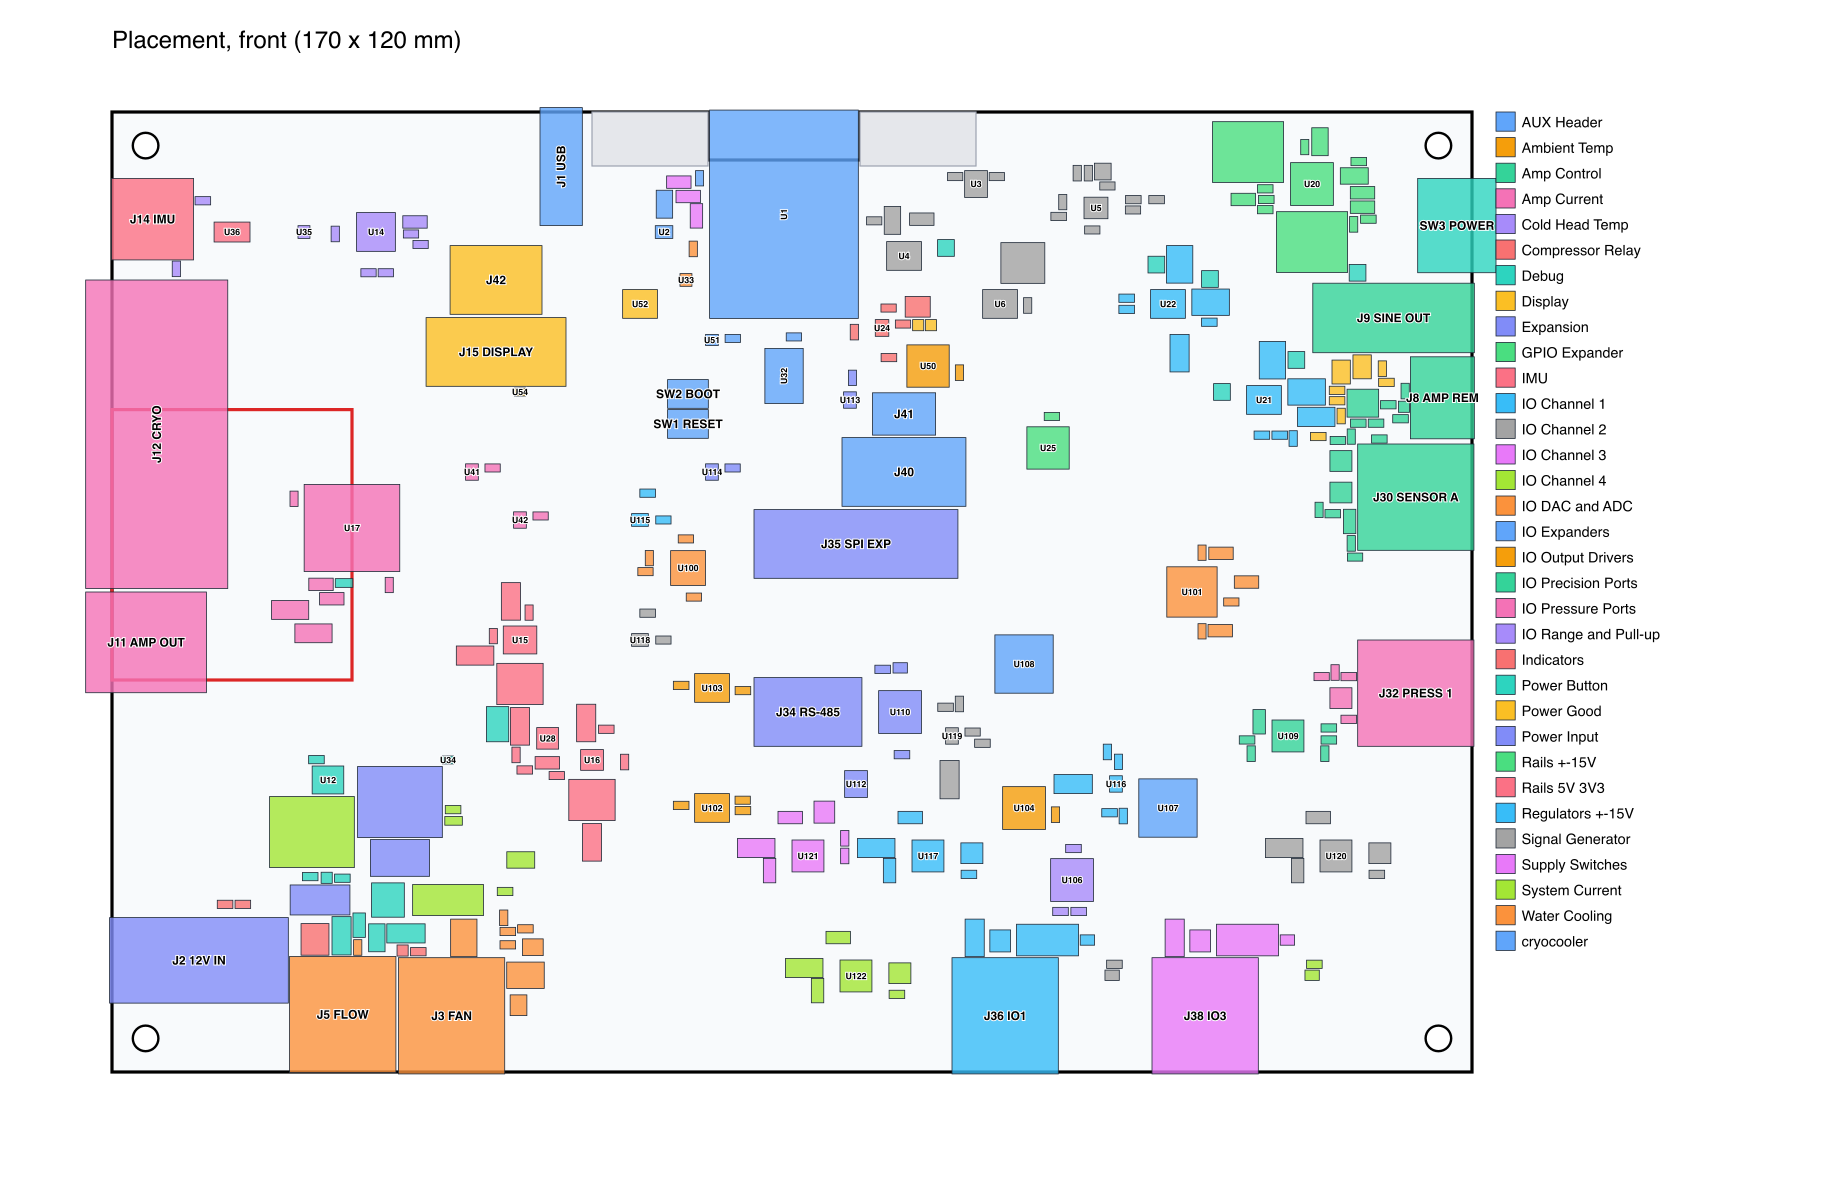 Placement, front (170 x 120 mm)
J1 USB
U1
U3
U20
U5
J14 IMU
U36
U35
U14
U2
SW3 POWER
U4
J42
U33
U52
U6
U22
J9 SINE OUT
U24
U51
J15 DISPLAY
U50
U32
U54
SW2 BOOT
U113
U21
J8 AMP REM
J41
SW1 RESET
J12 CRYO
U25
U41
U114
J40
J30 SENSOR A
U42
U115
U17
J35 SPI EXP
U100
U101
J11 AMP OUT
U15
U118
U108
U103
J32 PRESS 1
J34 RS-485
U110
U28
U119
U109
U34
U16
U12
U112
U116
U102
U104
U107
U121
U117
U120
U106
J2 12V IN
U122
J5 FLOW
J3 FAN
J36 IO1
J38 IO3
AUX Header
Ambient Temp
Amp Control
Amp Current
Cold Head Temp
Compressor Relay
Debug
Display
Expansion
GPIO Expander
IMU
IO Channel 1
IO Channel 2
IO Channel 3
IO Channel 4
IO DAC and ADC
IO Expanders
IO Output Drivers
IO Precision Ports
IO Pressure Ports
IO Range and Pull-up
Indicators
Power Button
Power Good
Power Input
Rails +-15V
Rails 5V 3V3
Regulators +-15V
Signal Generator
Supply Switches
System Current
Water Cooling
cryocooler